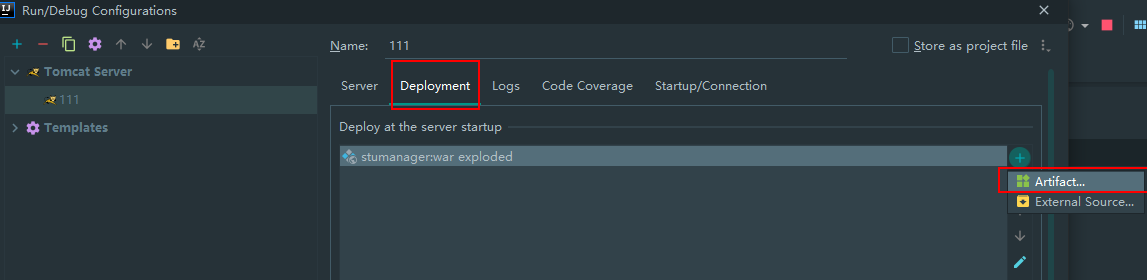 IJ Run/Debug Configurations
Name: 111 Store as project file
Tomcat Server
111
Templates
Server Deployment Logs Code Coverage Startup/Connection
Deploy at the server startup
stumanager:war exploded
Artifact...
External Source...